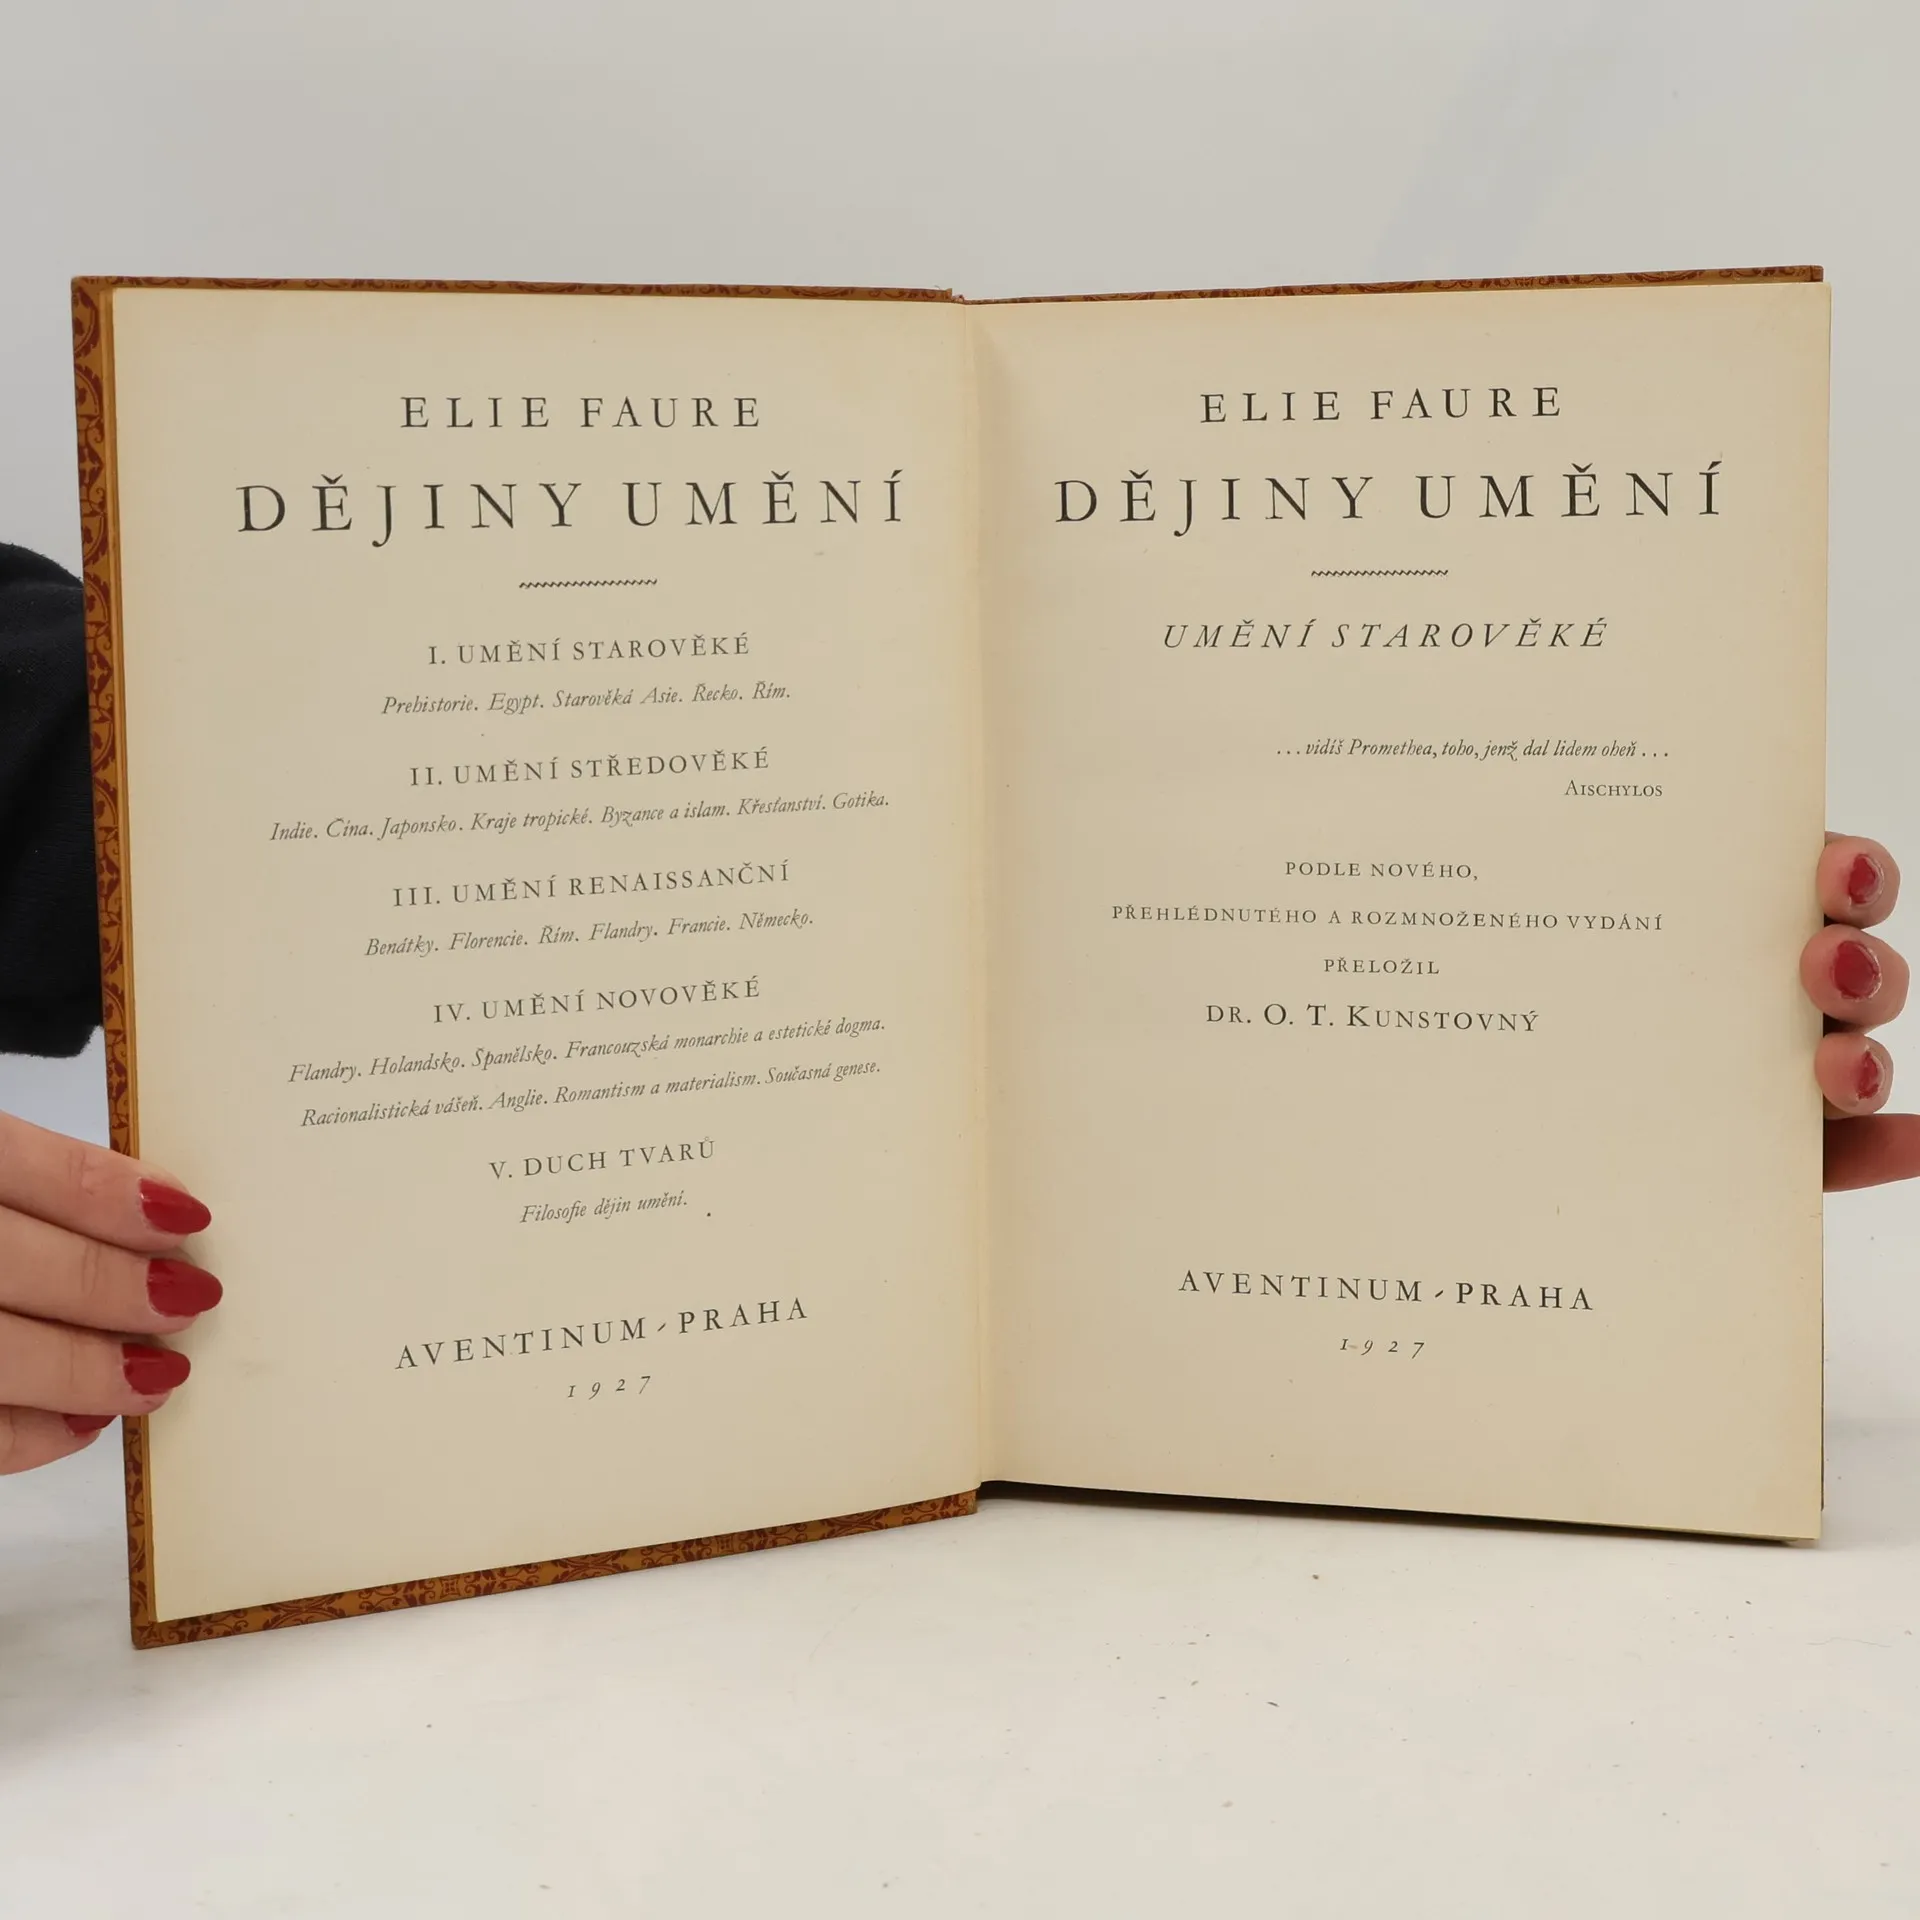 ELIE FAURE
DĚJINY UMĚNÍ
I. UMĚNÍ STAROVĚKÉ
Prehistorie. Egypt. Starověká Asie. Řecko. Řím.
II. UMĚNÍ STŘEDOVĚKÉ
Indie. Čína. Japonsko. Kraje tropické. Byzance a islam. Křesťanství. Gotika.
III. UMĚNÍ RENAISSANČNÍ
Benátky. Florencie. Řím. Flandry. Francie. Německo.
IV. UMĚNÍ NOVOVĚKÉ
Flandry. Holandsko. Španělsko. Francouzská monarchie a estetické dogma.
Racionalistická vášeň. Anglie. Romantism a materialism. Současná genese.
V. DUCH TVARŮ
Filosofie dějin umění.
AVENTINUM - PRAHA
1927
ELIE FAURE
DĚJINY UMĚNÍ
UMĚNÍ STAROVĚKÉ
...vidíš Promethea, toho, jenž dal lidem oheň...
AISCHYLOS
PODLE NOVÉHO,
PŘEHLÉDNUTÉHO A ROZMNOŽENÉHO VYDÁNÍ
PŘELOŽIL
DR. O. T. KUNSTOVNÝ
AVENTINUM - PRAHA
1927